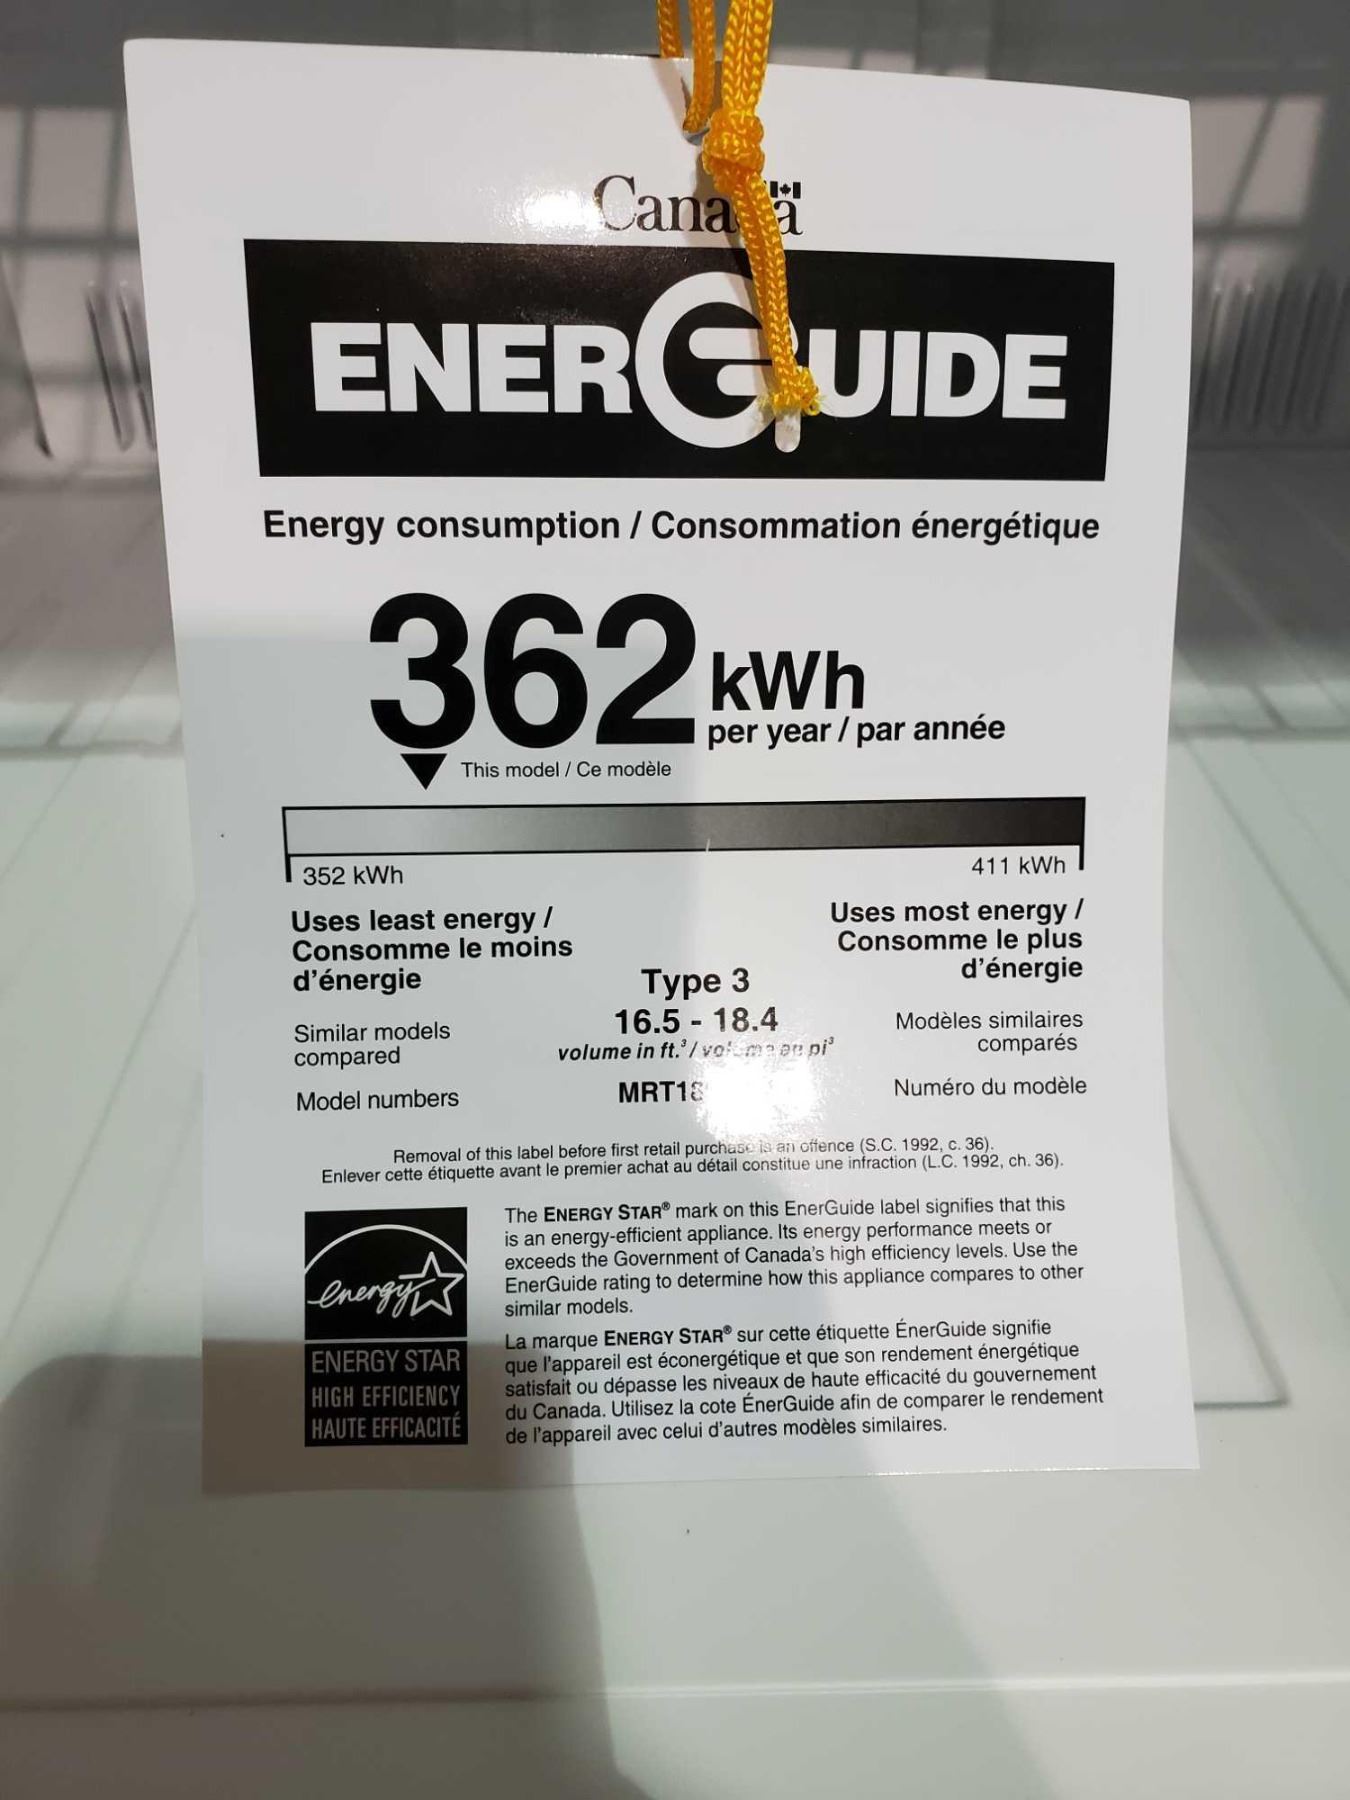 Canada
ENERGUIDE
Energy consumption / Consommation énergétique
362 kWh
per year / par année
This model / Ce modèle
352 kWh
411 kWh
Uses least energy /
Consomme le moins
d'énergie
Uses most energy /
Consomme le plus
d'énergie
Type 3
16.5 - 18.4
volume in ft.³ / volume en pi³
Similar models
compared
Modèles similaires
comparés
Model numbers
Numéro du modèle
Removal of this label before first retail purchase is an offence (S.C. 1992, c. 36).
Enlever cette étiquette avant le premier achat au détail constitue une infraction (L.C. 1992, ch. 36).
energy
ENERGY STAR
HIGH EFFICIENCY
HAUTE EFFICACITÉ
The ENERGY STAR® mark on this EnerGuide label signifies that this
is an energy-efficient appliance. Its energy performance meets or
exceeds the Government of Canada's high efficiency levels. Use the
EnerGuide rating to determine how this appliance compares to other
similar models.
La marque ENERGY STAR® sur cette étiquette ÉnerGuide signifie
que l'appareil est éconergétique et que son rendement énergétique
satisfait ou dépasse les niveaux de haute efficacité du gouvernement
du Canada. Utilisez la cote ÉnerGuide afin de comparer le rendement
de l'appareil avec celui d'autres modèles similaires.